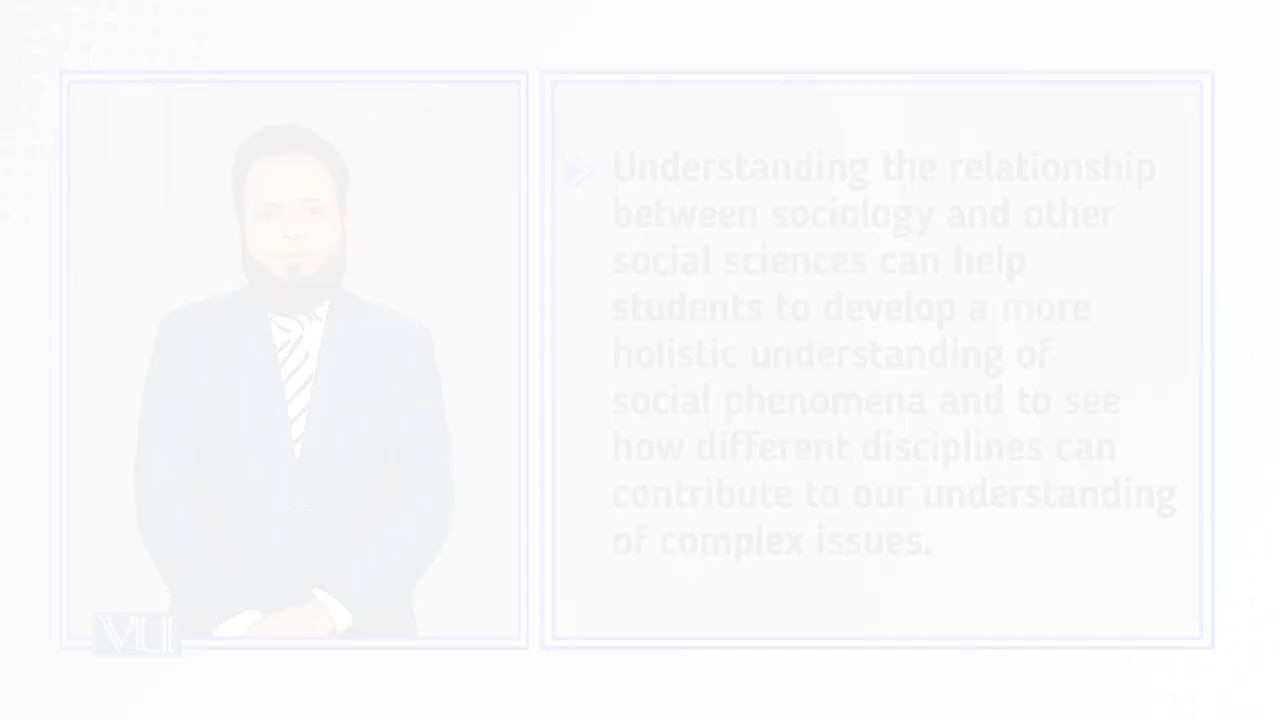 Understanding the relationship
between sociology and other
social sciences can help
students to develop a more
holistic understanding of
social phenomena and to see
how different disciplines can
contribute to our understanding
of complex issues.
VU